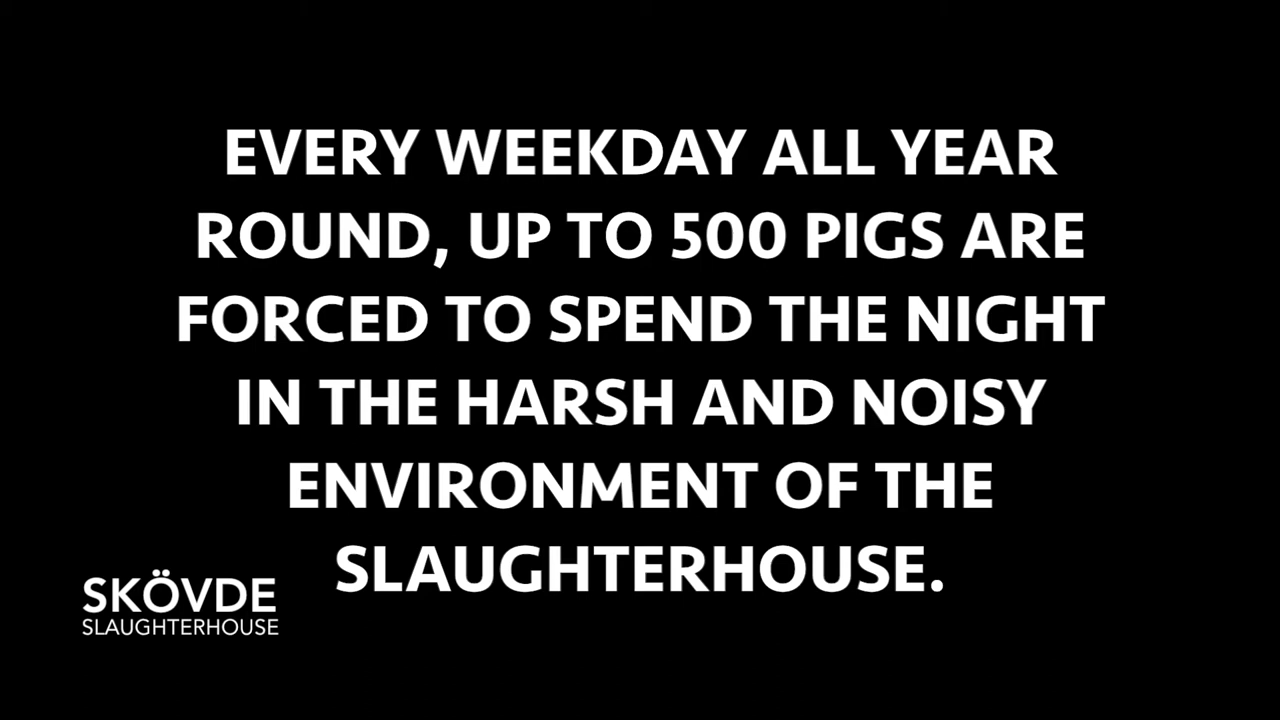 EVERY WEEKDAY ALL YEAR
ROUND, UP TO 500 PIGS ARE
FORCED TO SPEND THE NIGHT
IN THE HARSH AND NOISY
ENVIRONMENT OF THE
SLAUGHTERHOUSE.
SKÖVDE
SLAUGHTERHOUSE